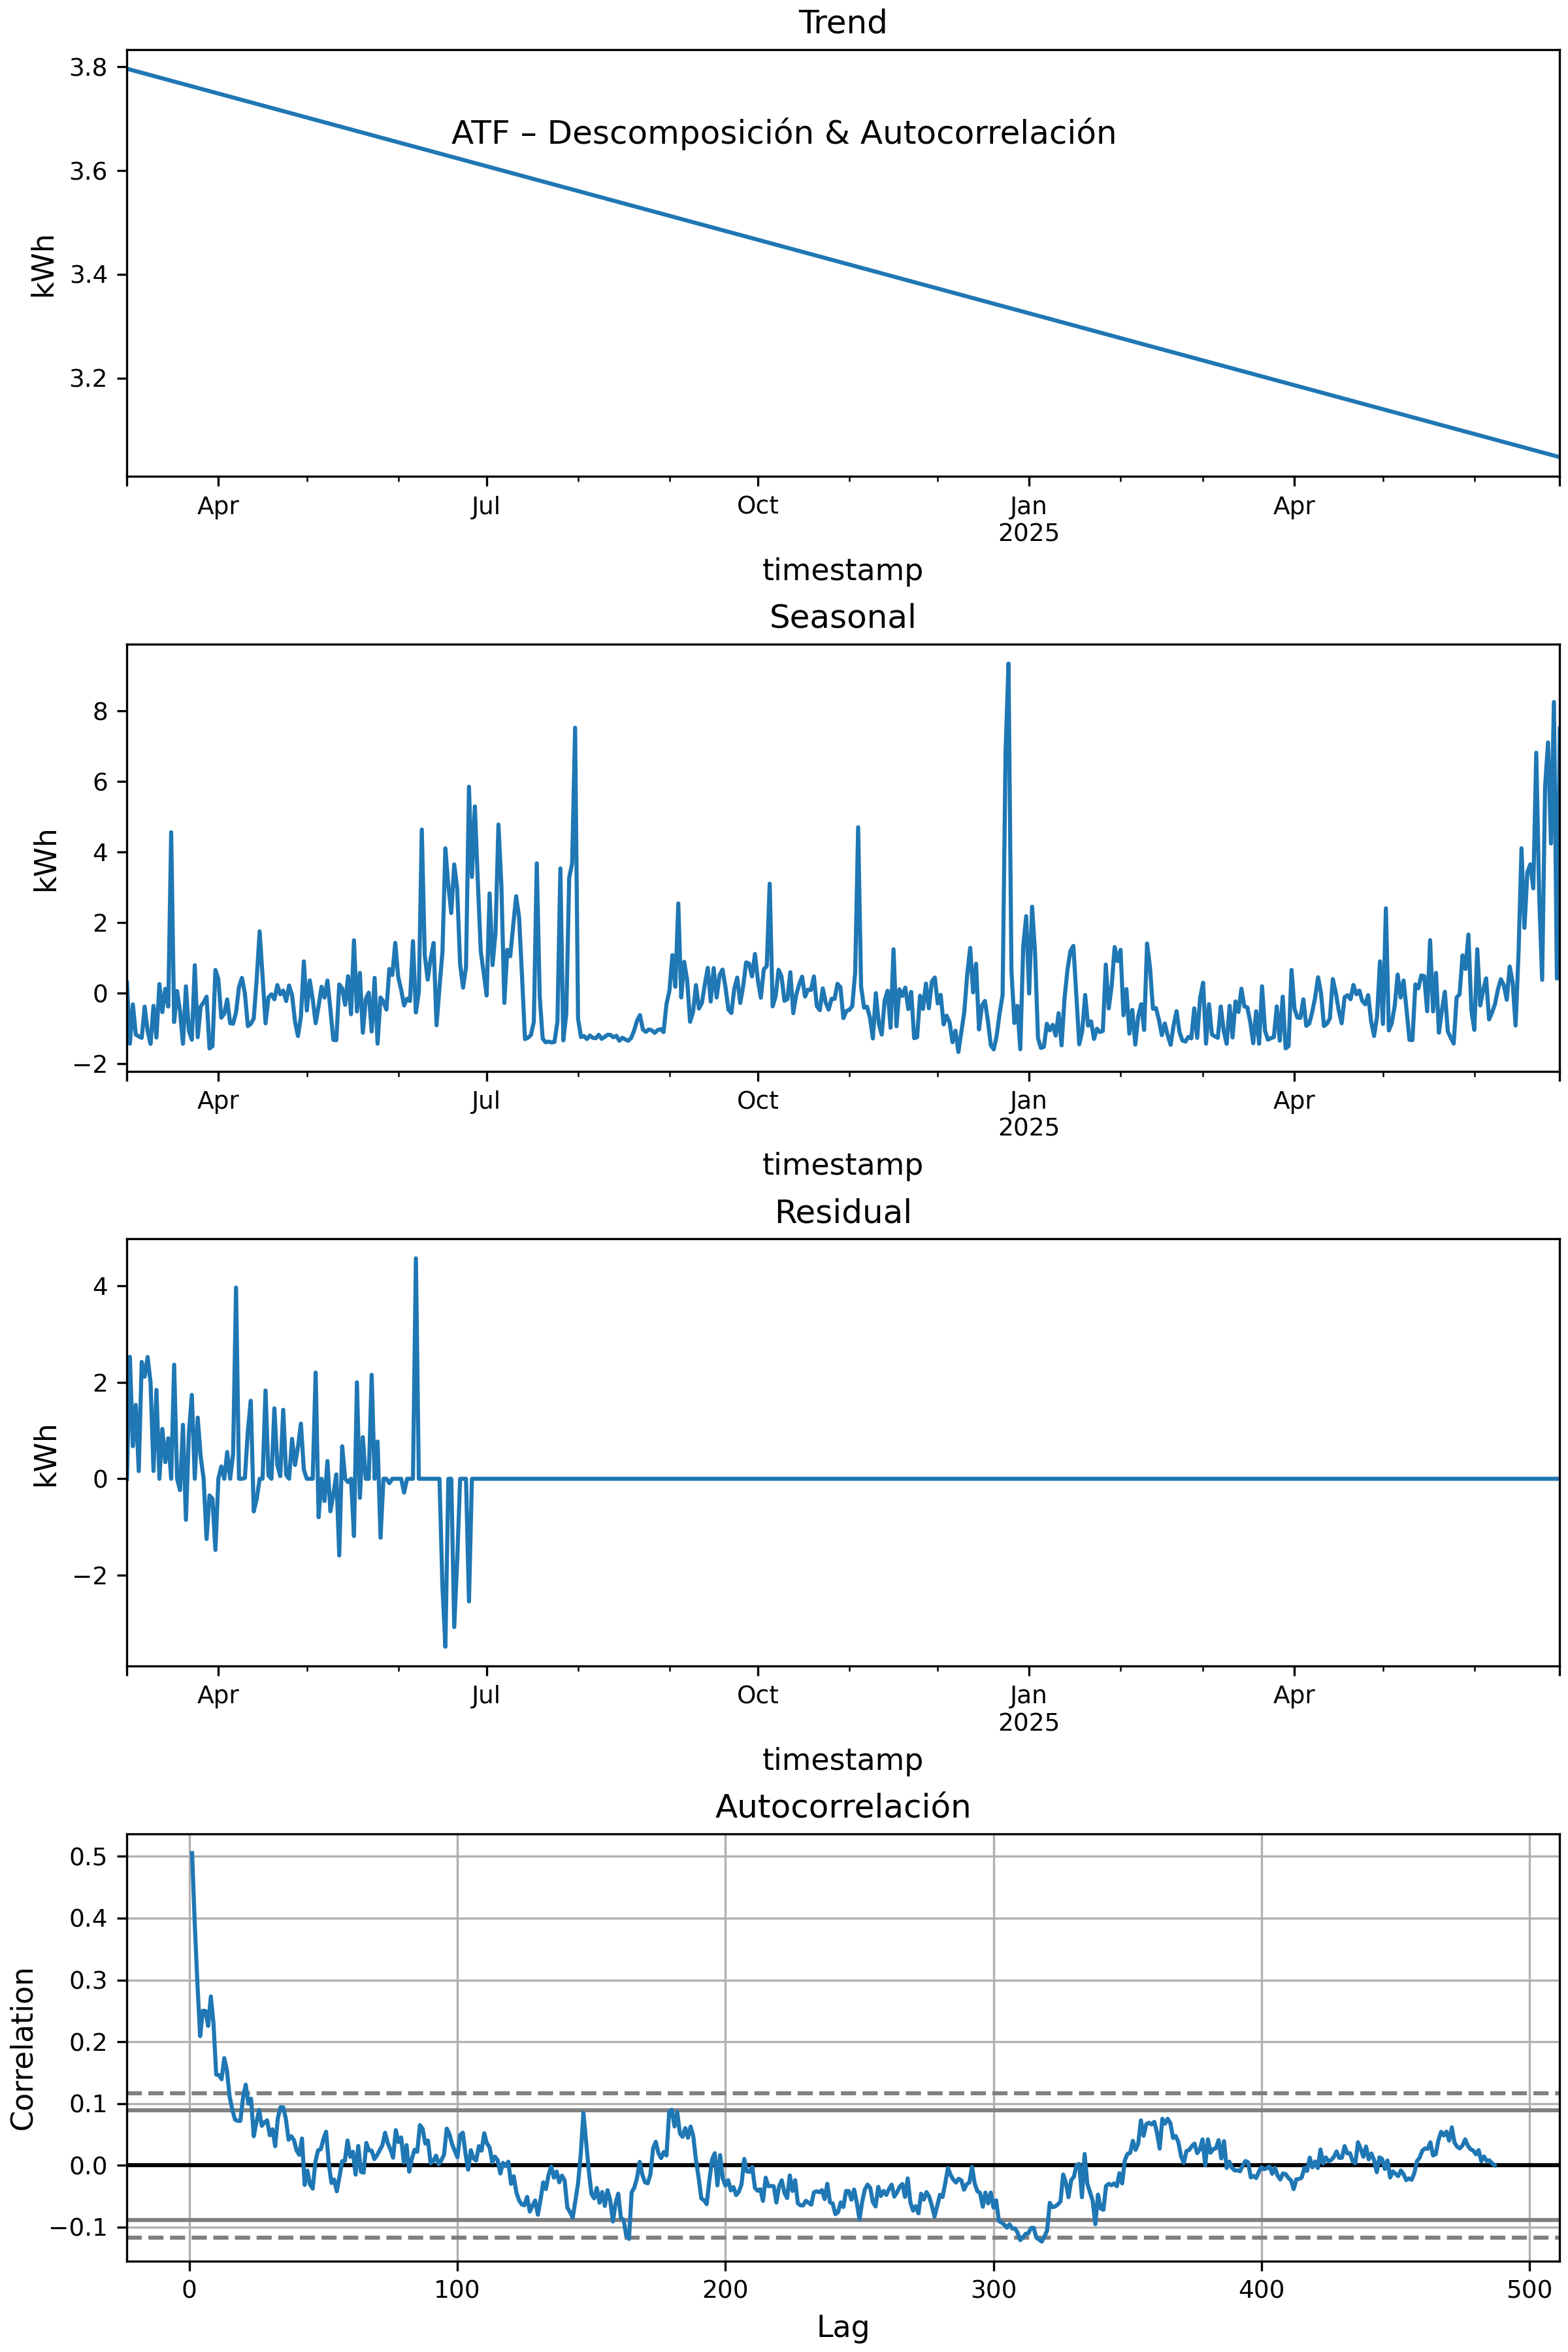 Trend
3.8
ATF – Descomposición & Autocorrelación
3.6
kWh
3.4
3.2
Apr Jul Oct Jan Apr
2025
timestamp
Seasonal
8
6
4
kWh
2
0
−2
Apr Jul Oct Jan Apr
2025
timestamp
Residual
4
2
kWh
0
−2
Apr Jul Oct Jan Apr
2025
timestamp
Autocorrelación
0.5
0.4
0.3
Correlation
0.2
0.1
0.0
−0.1
0 100 200 300 400 500
Lag